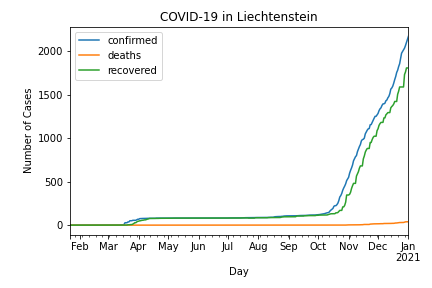 COVID-19 in Liechtenstein
confirmed
deaths
recovered
Number of Cases
2000
1500
1000
500
0
Feb Mar Apr May Jun Jul Aug Sep Oct Nov Dec Jan
2021
Day